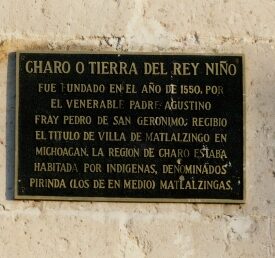 CHARO O TIERRA DEL REY NIÑO
FUE FUNDADO EN EL AÑO DE 1550. POR
EL VENERABLE PADRE AGUSTINO
FRAY PEDRO DE SAN GERONIMO. RECIBIO
EL TITULO DE VILLA DE MATLALZINGO EN
MICHOACAN. LA REGION DE CHARO ESTABA
HABITADA POR INDIGENAS, DENOMINADOS
PIRINDA (LOS DE EN MEDIO) MATLALZINGAS.